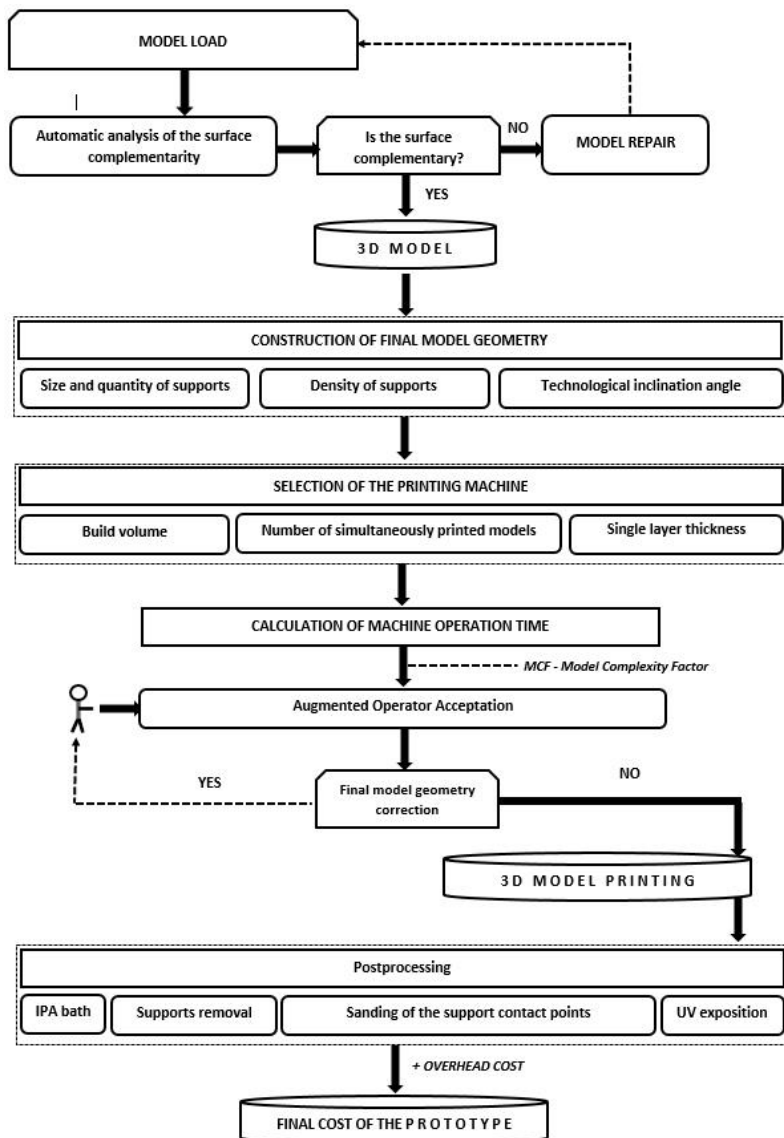 MODEL LOAD
Automatic analysis of the surface
complementarity
Is the surface
complementary?
NO
MODEL REPAIR
YES
3D MODEL
CONSTRUCTION OF FINAL MODEL GEOMETRY
Size and quantity of supports
Density of supports
Technological inclination angle
SELECTION OF THE PRINTING MACHINE
Build volume
Number of simultaneously printed models
Single layer thickness
CALCULATION OF MACHINE OPERATION TIME
MCF - Model Complexity Factor
Augmented Operator Acceptation
YES
Final model geometry
correction
NO
3D MODEL PRINTING
Postprocessing
IPA bath
Supports removal
Sanding of the support contact points
UV exposition
+ OVERHEAD COST
FINAL COST OF THE PROTOTYPE